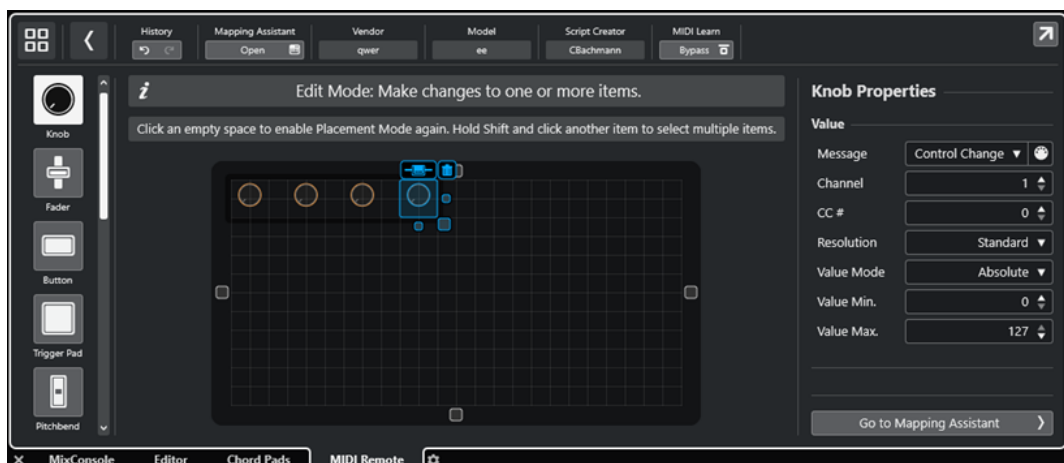 History
Mapping Assistant
Open
Vendor
qwer
Model
ee
Script Creator
CBachmann
MIDI Learn
Bypass
Knob
Fader
Button
Trigger Pad
Pitchbend
i
Edit Mode: Make changes to one or more items.
Click an empty space to enable Placement Mode again. Hold Shift and click another item to select multiple items.
Knob Properties
Value
Message Control Change
Channel 1
CC # 0
Resolution Standard
Value Mode Absolute
Value Min. 0
Value Max. 127
Go to Mapping Assistant
MixConsole Editor Chord Pads MIDI Remote